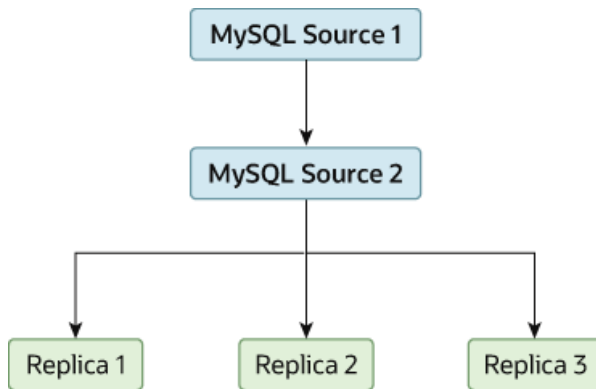 MySQL Source 1
MySQL Source 2
Replica 1
Replica 2
Replica 3